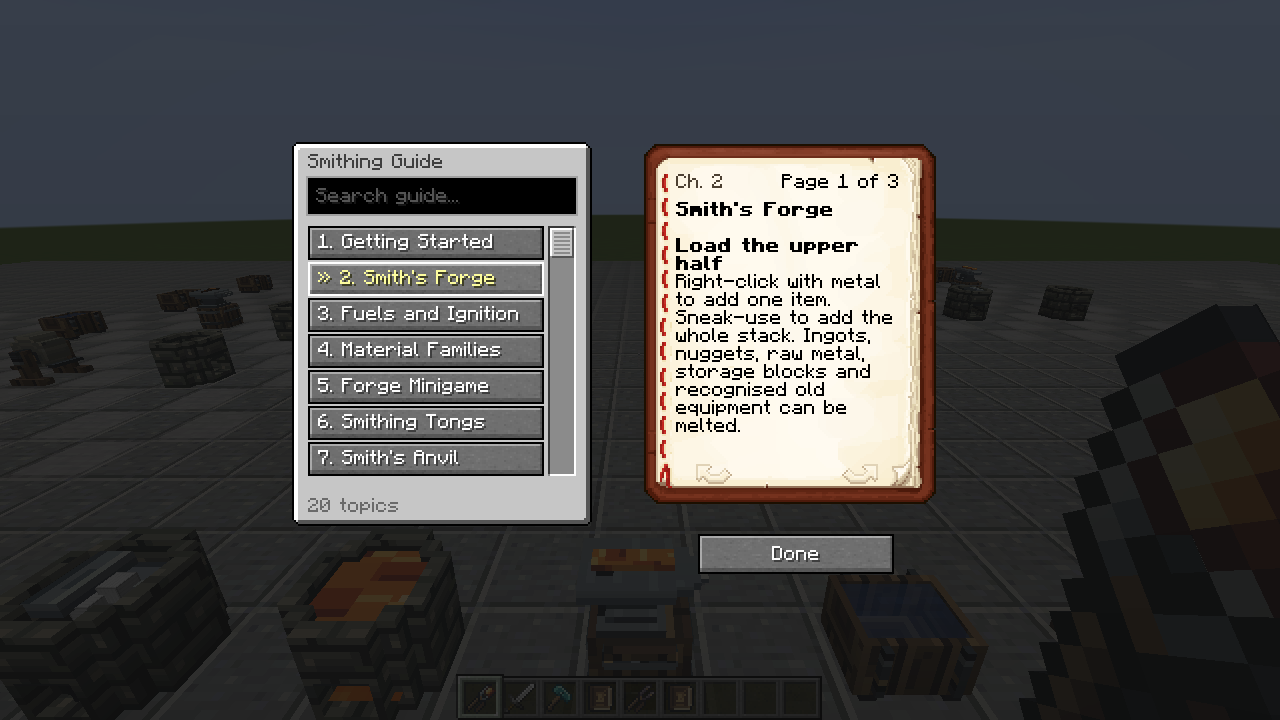 Smithing Guide
Search guide...
1. Getting Started
» 2. Smith's Forge
3. Fuels and Ignition
4. Material Families
5. Forge Minigame
6. Smithing Tongs
7. Smith's Anvil
20 topics
Ch. 2 Page 1 of 3
Smith's Forge
Load the upper
half
Right-click with metal
to add one item.
Sneak-use to add the
whole stack. Ingots,
nuggets, raw metal,
storage blocks and
recognised old
equipment can be
melted.
Done